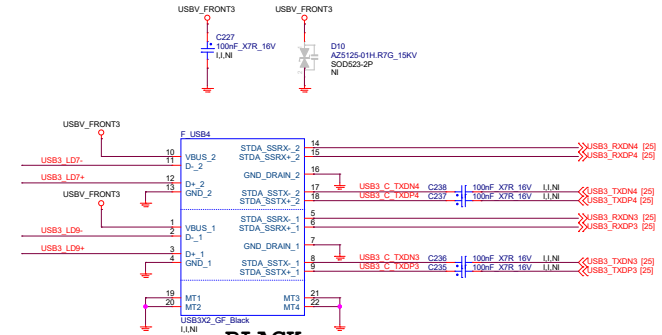 USBV_FRONT3 USBV_FRONT3
C227
100nF_X7R_16V
I,I,NI
D10
AZ5125-01H.R7G_15KV
SOD523-2P
NI
USBV_FRONT3
F_USB4
10 VBUS_2 STDA_SSRX-_2 14 USB3_RXDN4 [25]
USB3_LD7- 11 D-_2 STDA_SSRX+_2 15 USB3_RXDP4 [25]
USB3_LD7+ 12 D+_2 GND_DRAIN_2 16
13 GND_2 STDA_SSTX-_2 17 USB3_C_TXDN4 C238 100nF_X7R_16V I,I,NI USB3_TXDN4 [25]
USBV_FRONT3 STDA_SSTX+_2 18 USB3_C_TXDP4 C237 100nF_X7R_16V I,I,NI USB3_TXDP4 [25]
1 VBUS_1 STDA_SSRX-_1 5 USB3_RXDN3 [25]
USB3_LD9- 2 D-_1 STDA_SSRX+_1 6 USB3_RXDP3 [25]
USB3_LD9+ 3 D+_1 GND_DRAIN_1 7
4 GND_1 STDA_SSTX-_1 8 USB3_C_TXDN3 C236 100nF_X7R_16V I,I,NI USB3_TXDN3 [25]
STDA_SSTX+_1 9 USB3_C_TXDP3 C235 100nF_X7R_16V I,I,NI USB3_TXDP3 [25]
19 MT1 MT3 21
20 MT2 MT4 22
USB3X2_GF_Black
I,I,NI BLACK